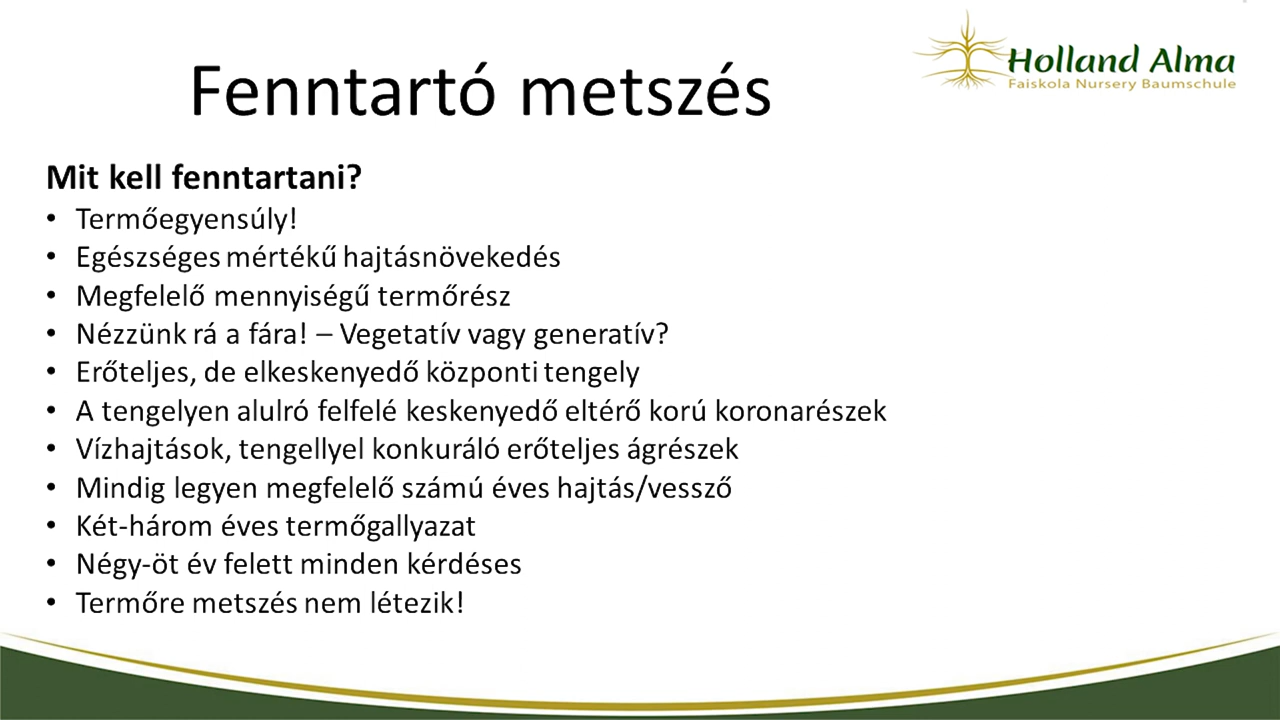 Holland Alma
Faiskola Nursery Baumschule
Fenntartó metszés
Mit kell fenntartani?
• Termőegyensúly!
• Egészséges mértékű hajtásnövekedés
• Megfelelő mennyiségű termőrész
• Nézzünk rá a fára! – Vegetatív vagy generatív?
• Erőteljes, de elkeskenyedő központi tengely
• A tengelyen alulró felfelé keskenyedő eltérő korú koronarészek
• Vízhajtások, tengellyel konkuráló erőteljes ágrészek
• Mindig legyen megfelelő számú éves hajtás/vessző
• Két-három éves termőgallyazat
• Négy-öt év felett minden kérdéses
• Termőre metszés nem létezik!